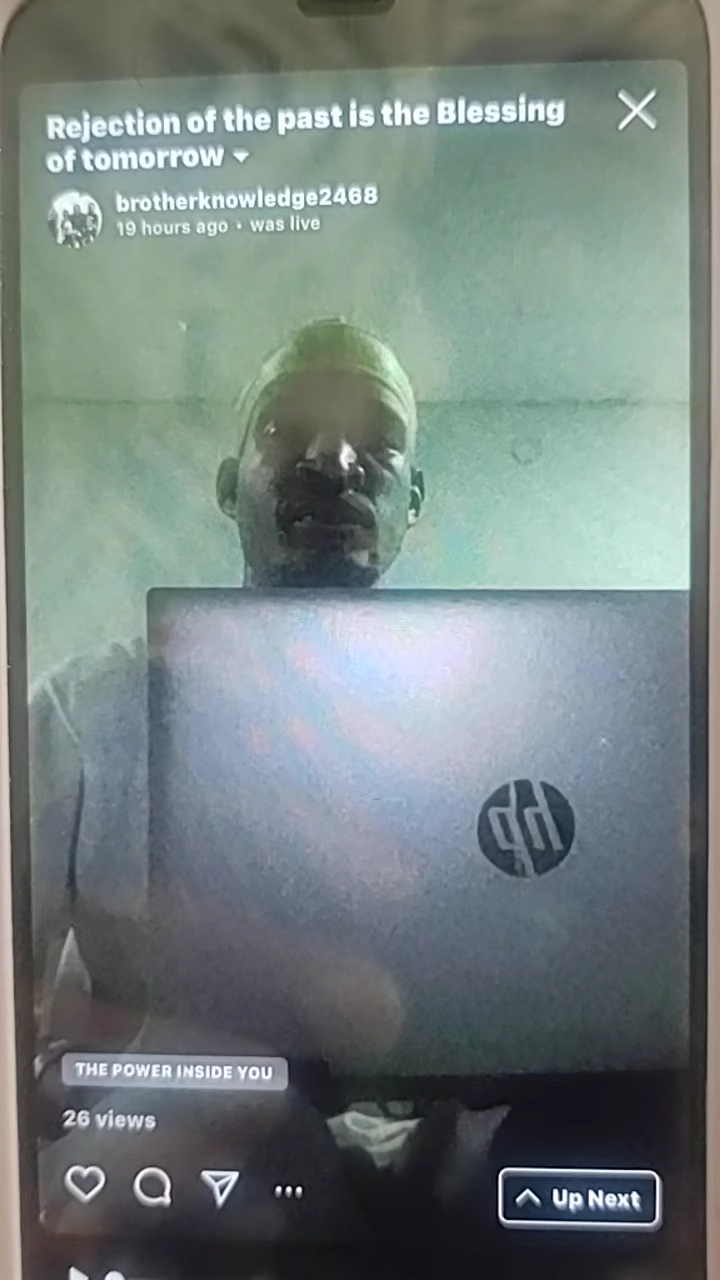 Rejection of the past is the Blessing
of tomorrow
brotherknowledge2468
19 hours ago • was live
hp
THE POWER INSIDE YOU
26 views
Up Next